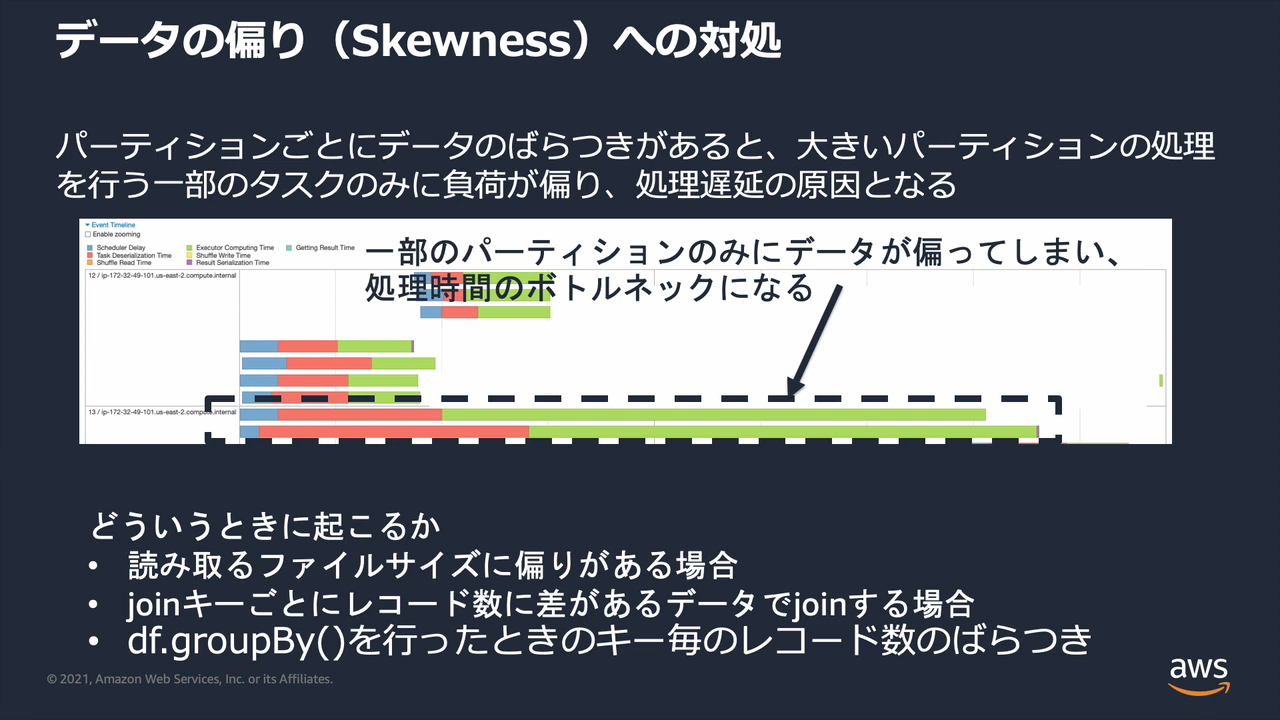 データの偏り（Skewness）への対処
パーティションごとにデータのばらつきがあると、大きいパーティションの処理
を行う一部のタスクのみに負荷が偏り、処理遅延の原因となる
Event Timeline
Enable zooming
Scheduler Delay
Task Deserialization Time
Shuffle Read Time
Executor Computing Time
Shuffle Write Time
Result Serialization Time
Getting Result Time
一部のパーティションのみにデータが偏ってしまい、
処理時間のボトルネックになる
12 / ip-172-32-49-101.us-east-2.compute.internal
13 / ip-172-32-49-101.us-east-2.compute.internal
どういうときに起こるか
• 読み取るファイルサイズに偏りがある場合
• joinキーごとにレコード数に差があるデータでjoinする場合
• df.groupBy()を行ったときのキー毎のレコード数のばらつき
© 2021, Amazon Web Services, Inc. or its Affiliates.
aws